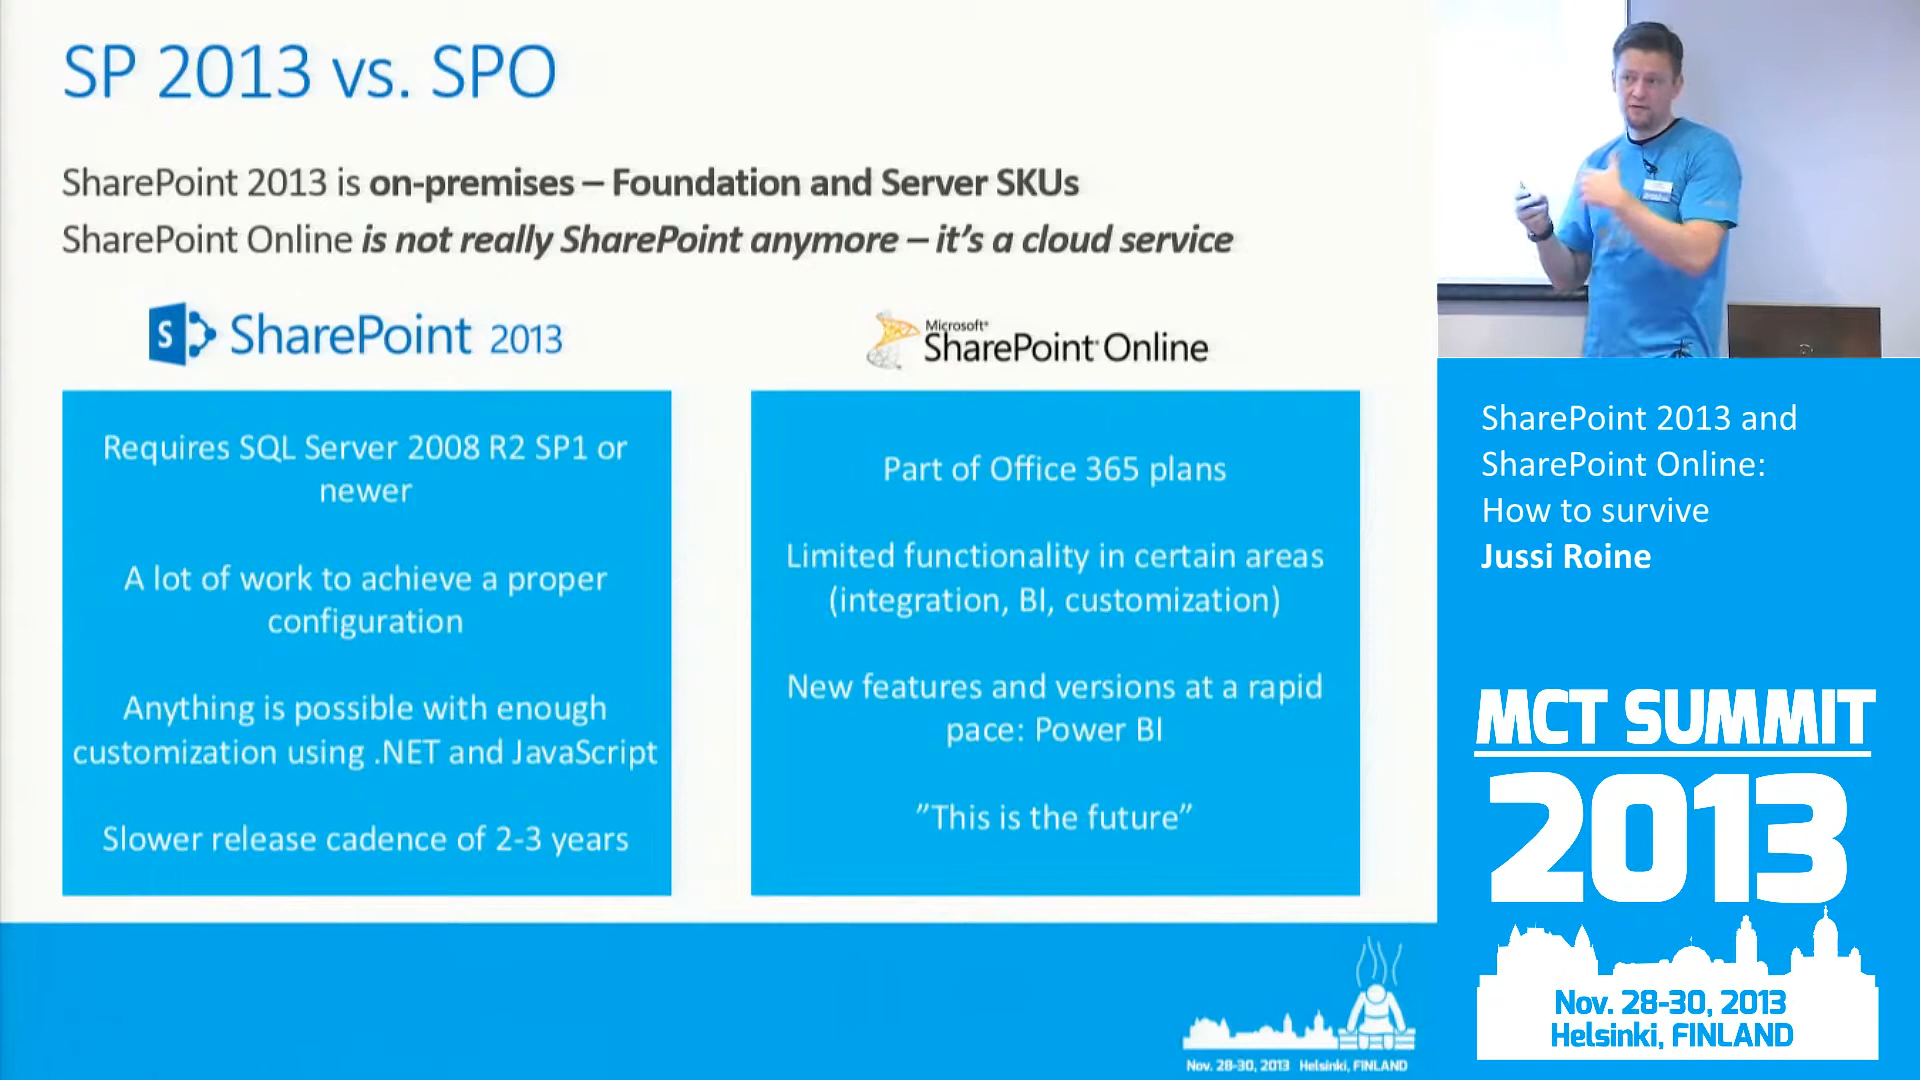 SP 2013 vs. SPO
SharePoint 2013 is on-premises – Foundation and Server SKUs
SharePoint Online is not really SharePoint anymore – it's a cloud service
S SharePoint 2013
Microsoft®
SharePoint® Online
Requires SQL Server 2008 R2 SP1 or
newer
A lot of work to achieve a proper
configuration
Anything is possible with enough
customization using .NET and JavaScript
Slower release cadence of 2-3 years
Part of Office 365 plans
Limited functionality in certain areas
(integration, BI, customization)
New features and versions at a rapid
pace: Power BI
”This is the future”
Nov. 28-30, 2013 Helsinki, FINLAND
SharePoint 2013 and
SharePoint Online:
How to survive
Jussi Roine
MCT SUMMIT
2013
Nov. 28-30, 2013
Helsinki, FINLAND